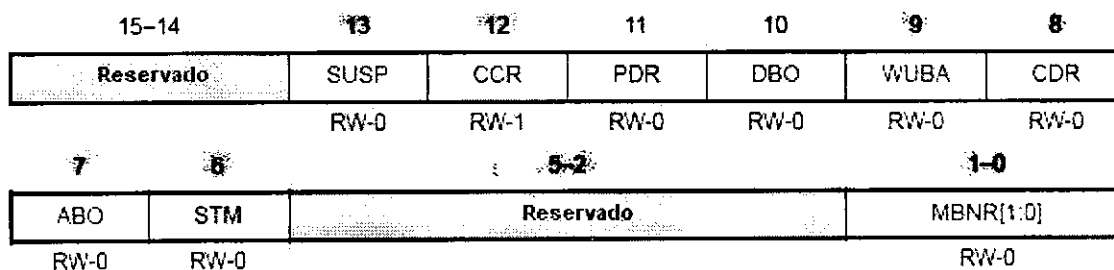 15–14 13 12 11 10 9 8
Reservado SUSP CCR PDR DBO WUBA CDR
RW-0 RW-1 RW-0 RW-0 RW-0 RW-0
7 6 5–2 1–0
ABO STM Reservado MBNR[1:0]
RW-0 RW-0 RW-0